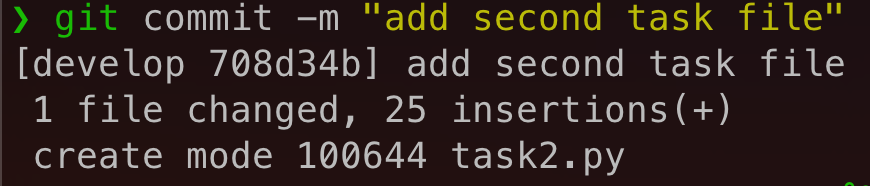 ❯ git commit -m "add second task file"
[develop 708d34b] add second task file
1 file changed, 25 insertions(+)
create mode 100644 task2.py